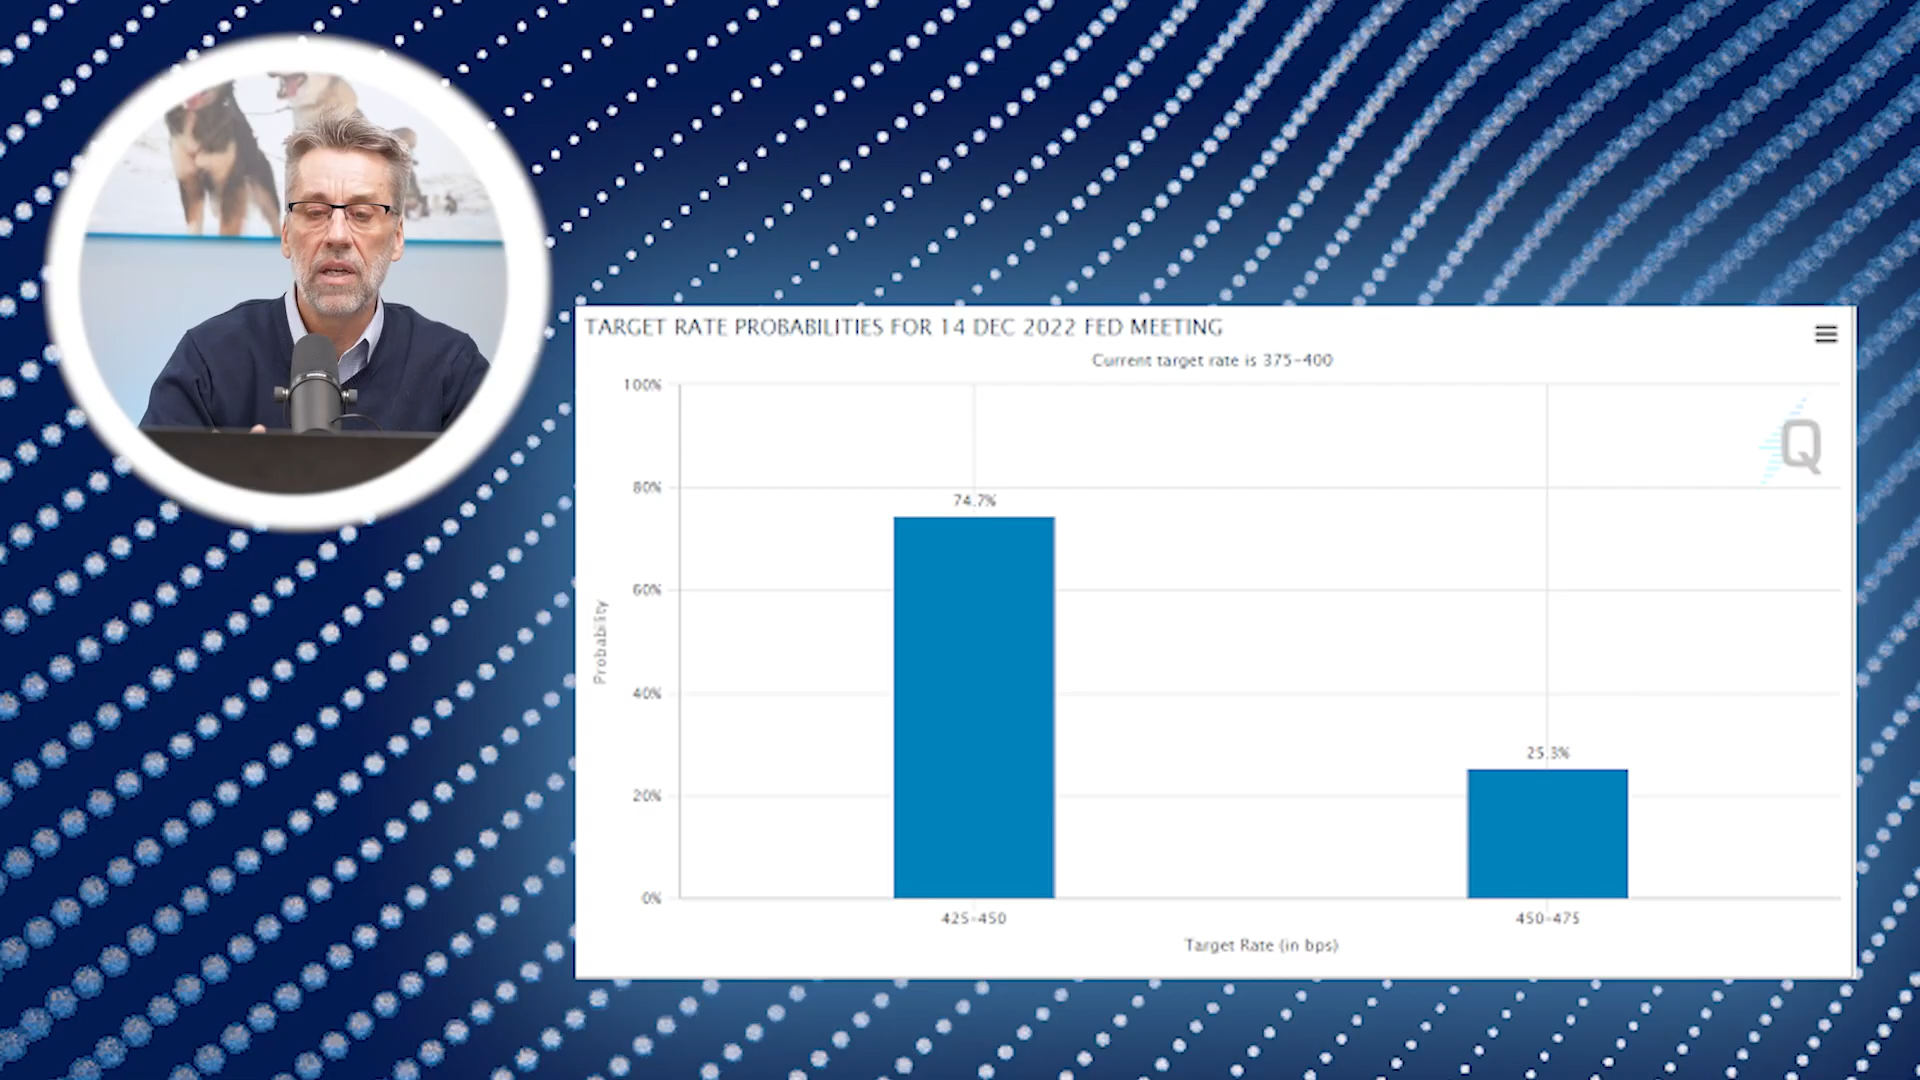 TARGET RATE PROBABILITIES FOR 14 DEC 2022 FED MEETING
Current target rate is 375-400
100%
80%
60%
40%
20%
0%
Probability
74.7%
25.3%
425-450
450-475
Target Rate (in bps)
Q